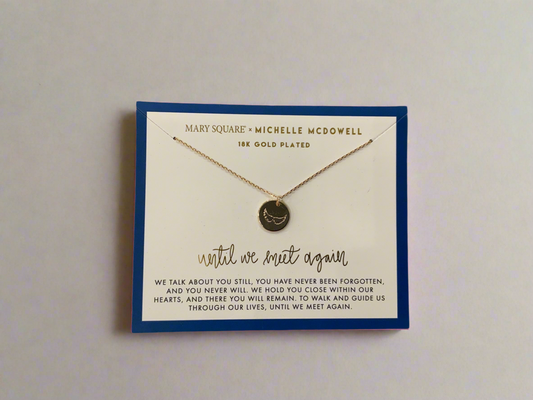 MARY SQUARE® × MICHELLE MCDOWELL
18K GOLD PLATED
until we meet again
WE TALK ABOUT YOU STILL, YOU HAVE NEVER BEEN FORGOTTEN,
AND YOU NEVER WILL. WE HOLD YOU CLOSE WITHIN OUR
HEARTS, AND THERE YOU WILL REMAIN. TO WALK AND GUIDE US
THROUGH OUR LIVES, UNTIL WE MEET AGAIN.